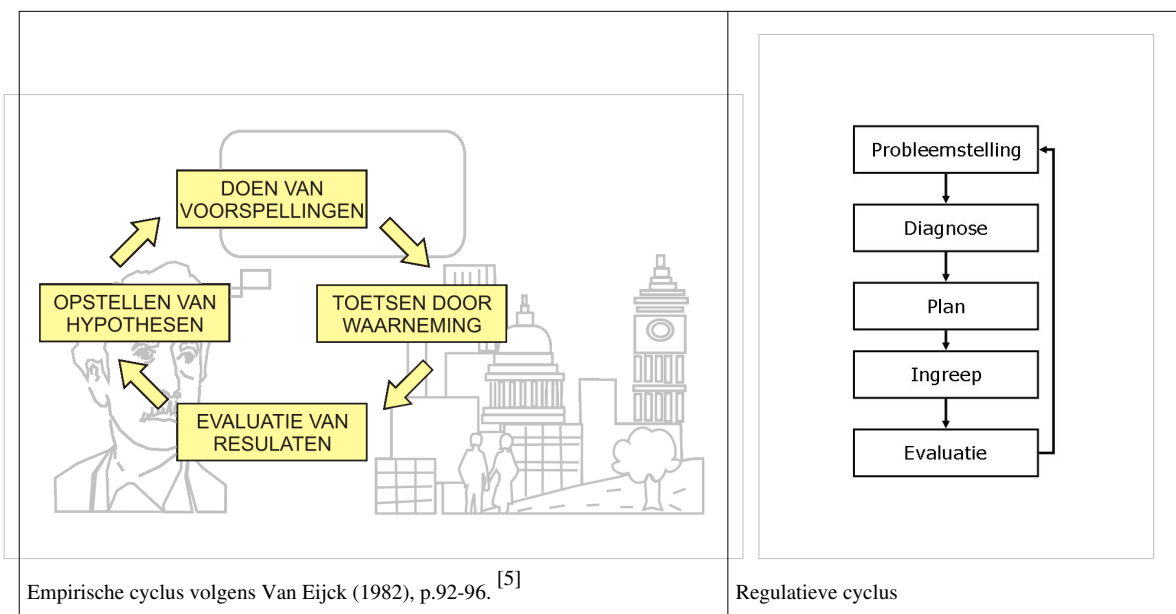 DOEN VAN
VOORSPELLINGEN
OPSTELLEN VAN
HYPOTHESEN
TOETSEN DOOR
WAARNEMING
EVALUATIE VAN
RESULATEN
Empirische cyclus volgens Van Eijck (1982), p.92-96. [5]
Probleemstelling
Diagnose
Plan
Ingreep
Evaluatie
Regulatieve cyclus